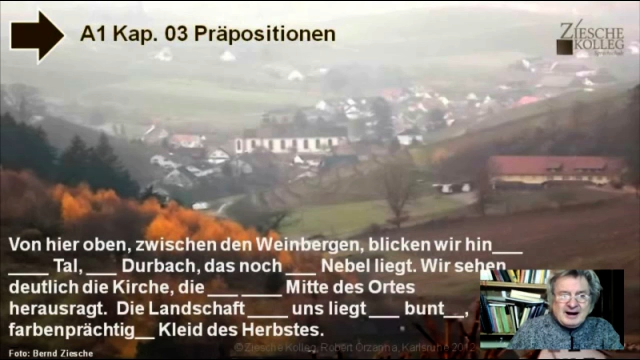 A1 Kap. 03 Präpositionen
ZIESCHE
KOLLEG
Von hier oben, zwischen den Weinbergen, blicken wir hin___
____ Tal, ___ Durbach, das noch ___ Nebel liegt. Wir sehen
deutlich die Kirche, die ___ ____ Mitte des Ortes
herausragt. Die Landschaft ____ uns liegt ___ bunt__,
farbenprächtig__ Kleid des Herbstes.
Foto: Bernd Ziesche
© Ziesche Kolleg, Robert Orzanna, Karlsruhe 2012